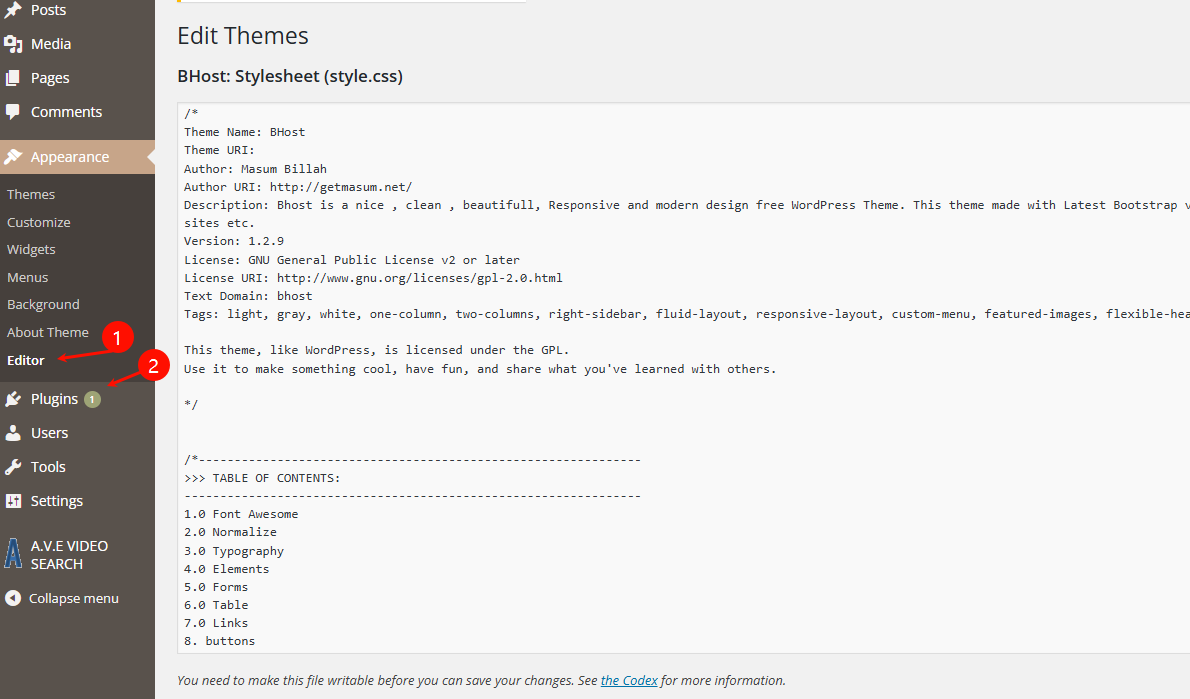 Posts
Media
Pages
Comments
Appearance
Themes
Customize
Widgets
Menus
Background
About Theme
Editor
1
2
Plugins 1
Users
Tools
Settings
A.V.E VIDEO
SEARCH
Collapse menu
Edit Themes
BHost: Stylesheet (style.css)
/*
Theme Name: BHost
Theme URI:
Author: Masum Billah
Author URI: http://getmasum.net/
Description: Bhost is a nice , clean , beautifull, Responsive and modern design free WordPress Theme. This theme made with Latest Bootstrap v
sites etc.
Version: 1.2.9
License: GNU General Public License v2 or later
License URI: http://www.gnu.org/licenses/gpl-2.0.html
Text Domain: bhost
Tags: light, gray, white, one-column, two-columns, right-sidebar, fluid-layout, responsive-layout, custom-menu, featured-images, flexible-hea
This theme, like WordPress, is licensed under the GPL.
Use it to make something cool, have fun, and share what you've learned with others.
*/
/*--------------------------------------------------------------
>>> TABLE OF CONTENTS:
----------------------------------------------------------------
1.0 Font Awesome
2.0 Normalize
3.0 Typography
4.0 Elements
5.0 Forms
6.0 Table
7.0 Links
8. buttons
You need to make this file writable before you can save your changes. See the Codex for more information.